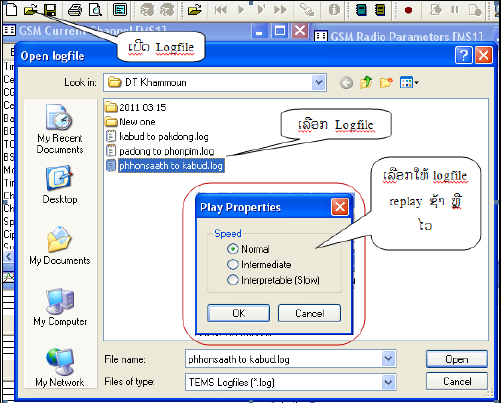 GSM Current Channel [MS1]
GSM Radio Parameters [MS1]
ເປີດ Logfile
Open logfile
Look in:
DT Khammoun
2011 03 15
New one
kabud to pakdong.log
padong to phonpim.log
phhonsaath to kabud.log
ເລືອກ Logfile
ເລືອກໃຫ້ logfile
replay ຊ້າ ຫຼື
ໄວ
My Recent
Documents
Desktop
My Documents
My Computer
My Network
Play Properties
Speed
Normal
Intermediate
Interpretable (Slow)
OK
Cancel
File name:
phhonsaath to kabud.log
Open
Files of type:
TEMS Logfiles (*.log)
Cancel